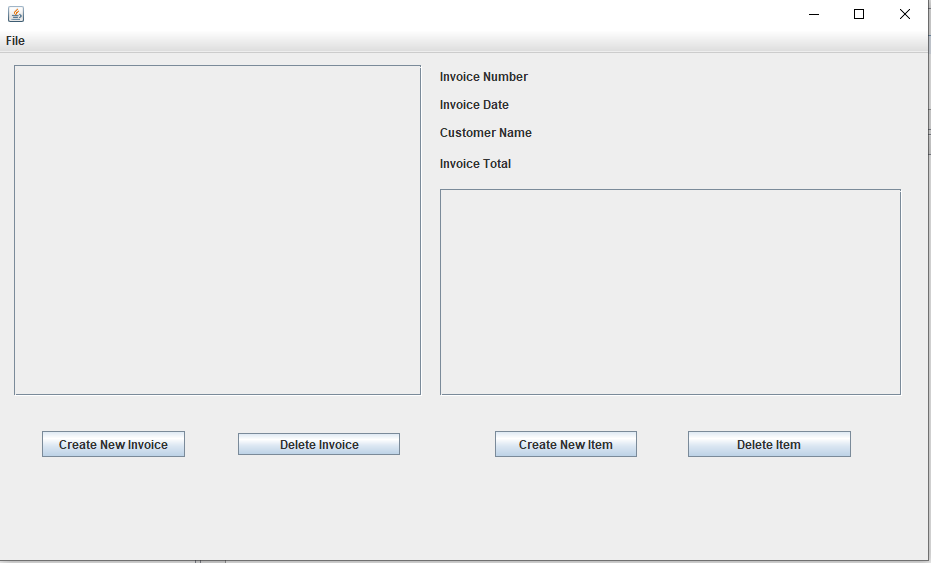 File
Invoice Number
Invoice Date
Customer Name
Invoice Total
Create New Invoice
Delete Invoice
Create New Item
Delete Item